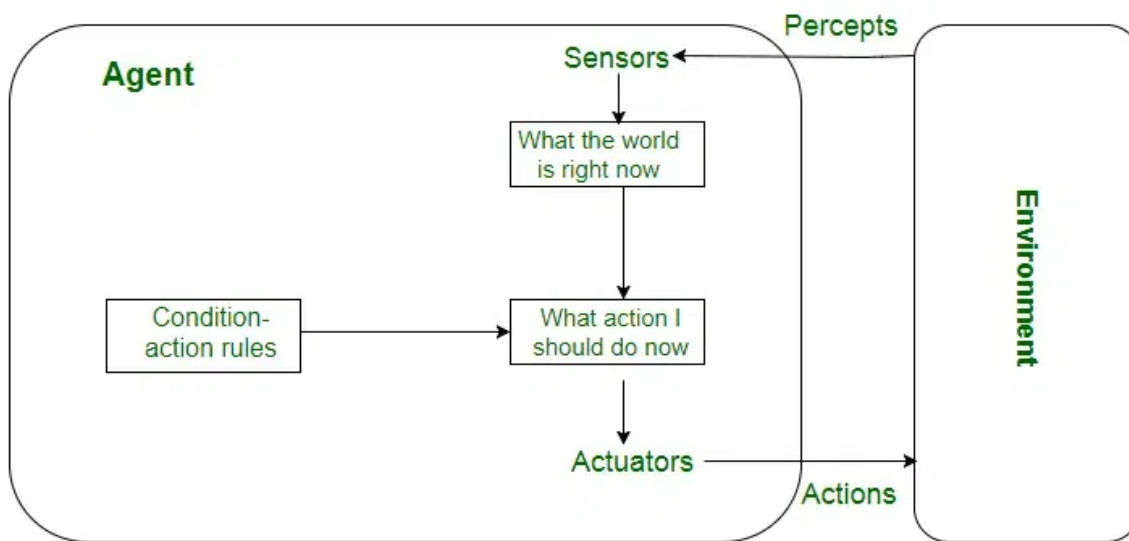 Percepts
Sensors
Agent
What the world
is right now
Environment
Condition-
action rules
What action I
should do now
Actuators
Actions